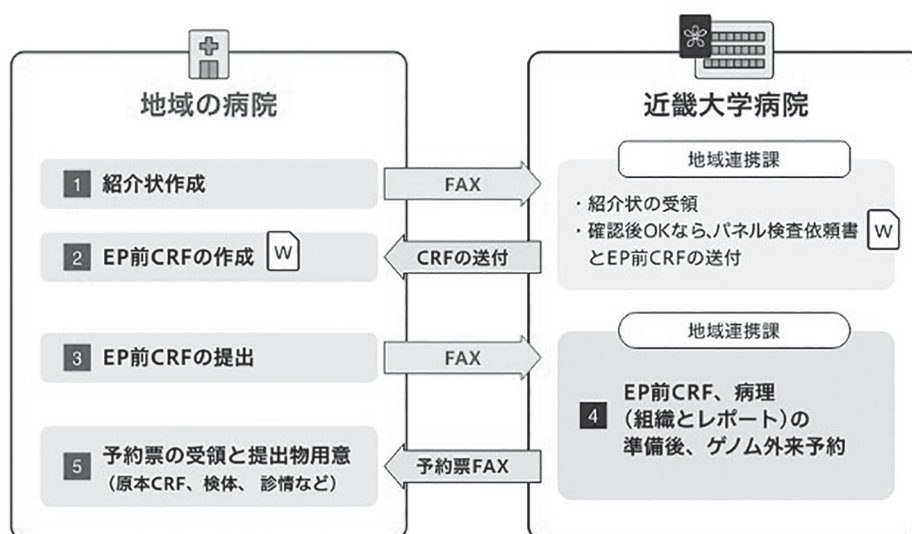 地域の病院
近畿大学病院
地域連携課
1 紹介状作成
FAX
・紹介状の受領
・確認後OKなら、パネル検査依頼書
とEP前CRFの送付
W
2 EP前CRFの作成 W
CRFの送付
地域連携課
3 EP前CRFの提出
FAX
4 EP前CRF、病理
(組織とレポート)の
準備後、ゲノム外来予約
5 予約票の受領と提出物用意
(原本CRF、検体、 診情など)
予約票FAX